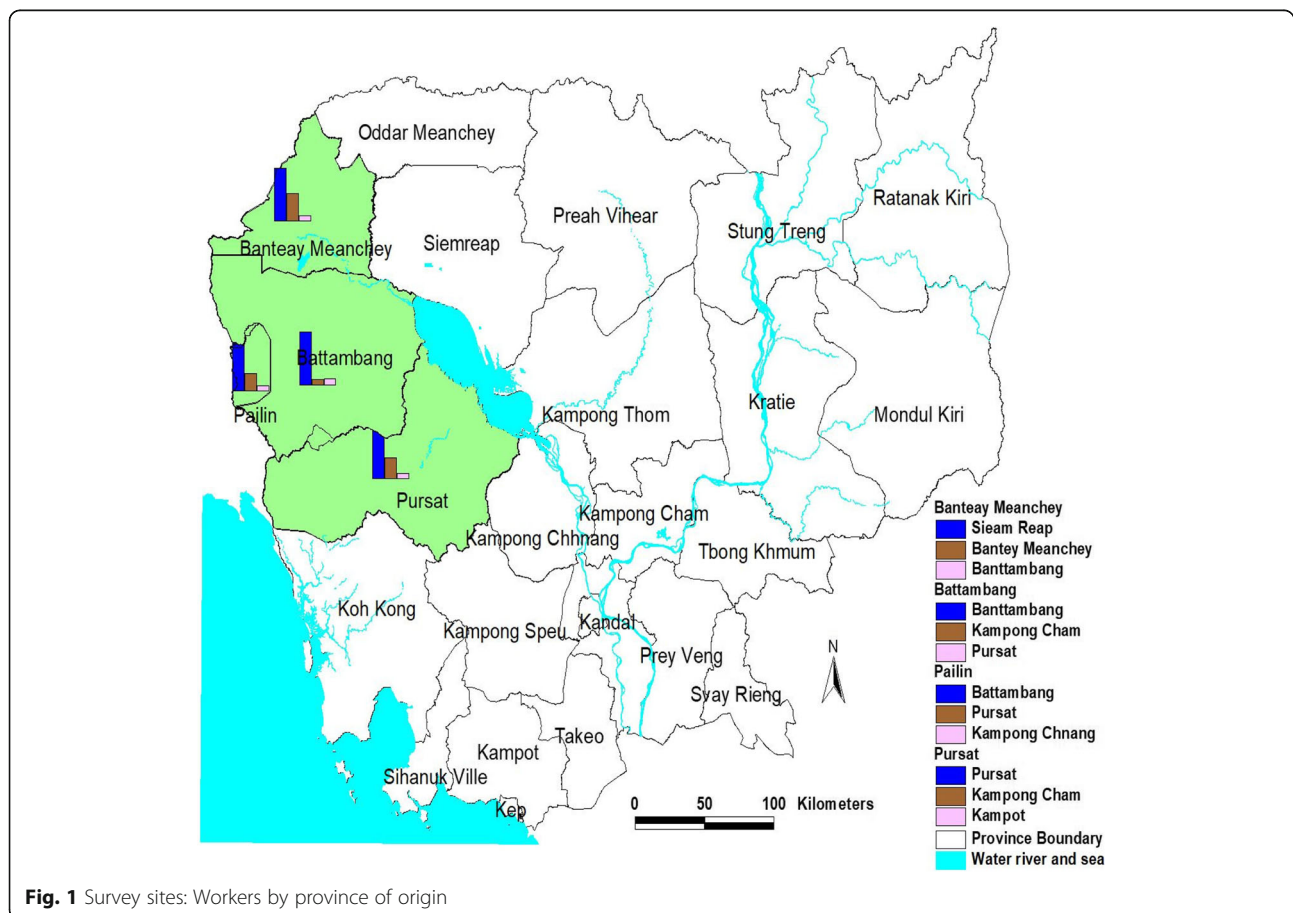 Oddar Meanchey
Ratanak Kiri
Preah Vihear
Stung Treng
Banteay Meanchey
Siemreap
Battambang
Kratie
Mondul Kiri
Pailin
Kampong Thom
Pursat
Kampong Cham
Kampong Chhnang
Tbong Khmum
Koh Kong
Kandal
Kampong Speu
Prey Veng
Svay Rieng
Takeo
Kampot
Sihanuk Ville
Kep
N
0 50 100 Kilometers
Banteay Meanchey
Sieam Reap
Bantey Meanchey
Banttambang
Battambang
Banttambang
Kampong Cham
Pursat
Pailin
Battambang
Pursat
Kampong Chnang
Pursat
Pursat
Kampong Cham
Kampot
Province Boundary
Water river and sea
Fig. 1 Survey sites: Workers by province of origin